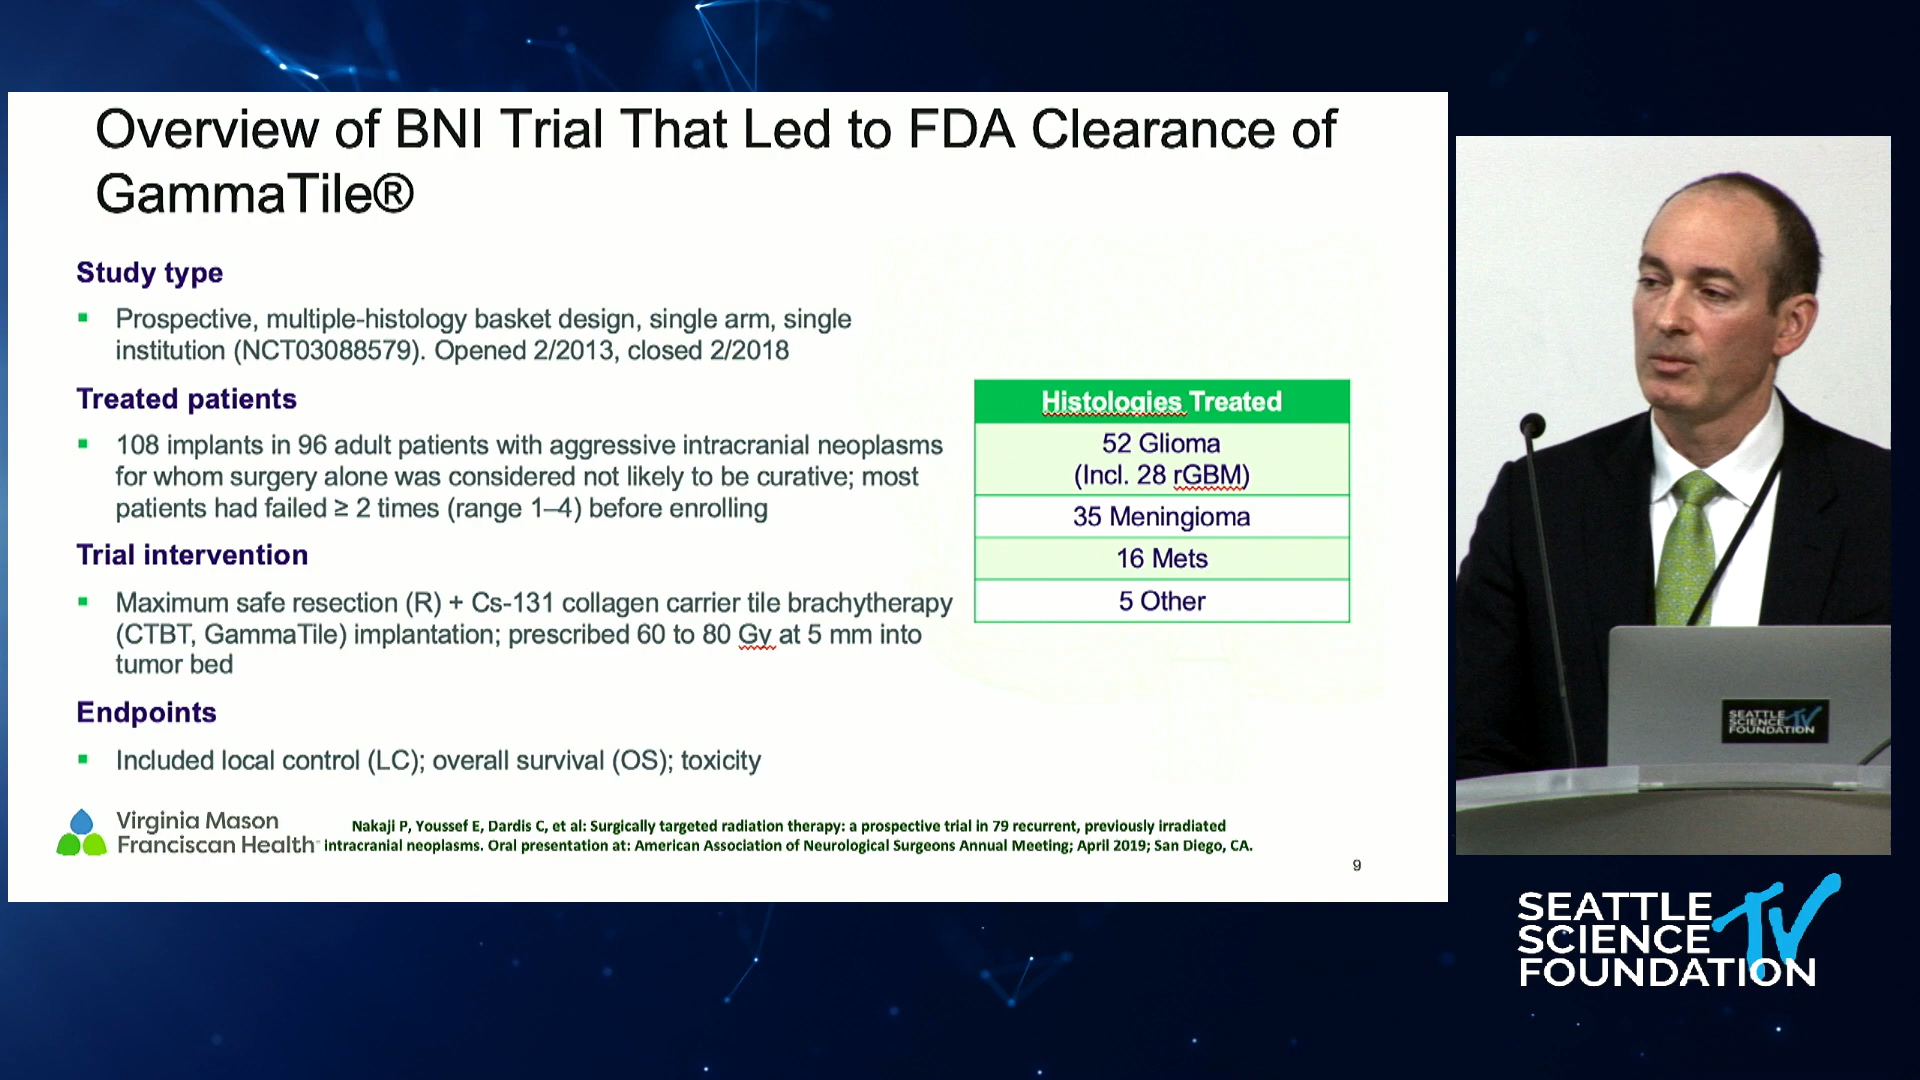 Overview of BNI Trial That Led to FDA Clearance of
GammaTile®
Study type
▪ Prospective, multiple-histology basket design, single arm, single
institution (NCT03088579). Opened 2/2013, closed 2/2018
Treated patients
▪ 108 implants in 96 adult patients with aggressive intracranial neoplasms
for whom surgery alone was considered not likely to be curative; most
patients had failed ≥ 2 times (range 1–4) before enrolling
Trial intervention
▪ Maximum safe resection (R) + Cs-131 collagen carrier tile brachytherapy
(CTBT, GammaTile) implantation; prescribed 60 to 80 Gy at 5 mm into
tumor bed
Endpoints
▪ Included local control (LC); overall survival (OS); toxicity
Histologies Treated
52 Glioma
(Incl. 28 rGBM)
35 Meningioma
16 Mets
5 Other
Virginia Mason
Franciscan Health
Nakaji P, Youssef E, Dardis C, et al: Surgically targeted radiation therapy: a prospective trial in 79 recurrent, previously irradiated
intracranial neoplasms. Oral presentation at: American Association of Neurological Surgeons Annual Meeting; April 2019; San Diego, CA.
9
SEATTLE
SCIENCE TV
FOUNDATION
SEATTLE
SCIENCE TV
FOUNDATION